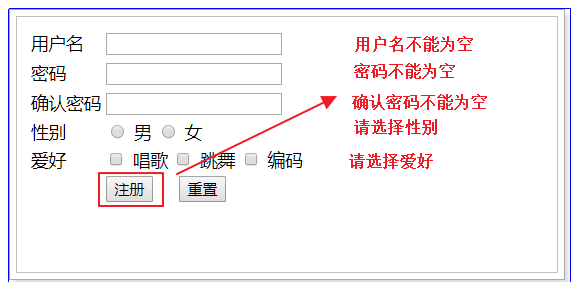 用户名 用户名不能为空
密码 密码不能为空
确认密码 确认密码不能为空
性别 男 女 请选择性别
爱好 唱歌 跳舞 编码 请选择爱好
注册 重置